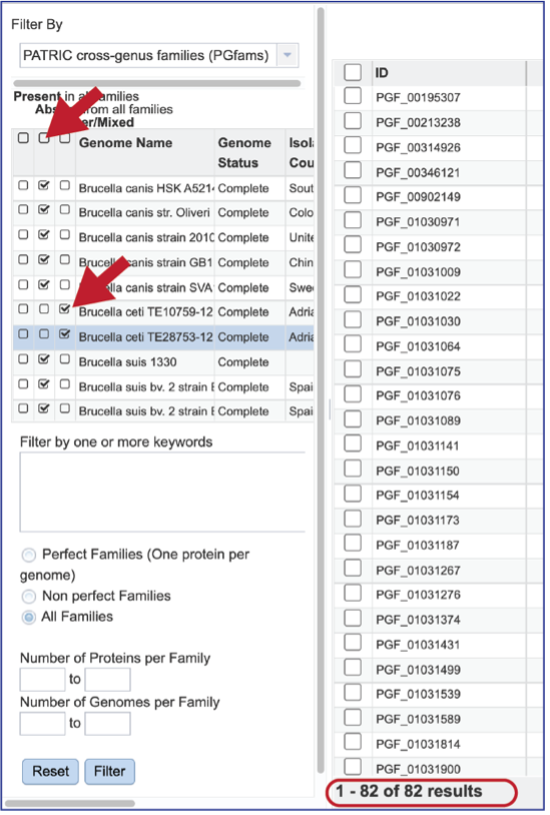 Filter By
PATRIC cross-genus families (PGfams)
Present in all families
Abs from all families
er/Mixed
Genome Name Genome Status Isol Cou
Brucella canis HSK A521 Complete Sout
Brucella canis str. Oliveri Complete Colo
Brucella canis strain 2010 Complete Unite
Brucella canis strain GB1 Complete Chin
Brucella canis strain SVA Complete Swe
Brucella ceti TE10759-12 Complete Adria
Brucella ceti TE28753-12 Complete Adria
Brucella suis 1330 Complete
Brucella suis bv. 2 strain B Complete Spai
Brucella suis bv. 2 strain B Complete Spai
Filter by one or more keywords
Perfect Families (One protein per
genome)
Non perfect Families
All Families
Number of Proteins per Family
to
Number of Genomes per Family
to
Reset Filter
ID
PGF_00195307
PGF_00213238
PGF_00314926
PGF_00346121
PGF_00902149
PGF_01030971
PGF_01030972
PGF_01031009
PGF_01031022
PGF_01031030
PGF_01031064
PGF_01031075
PGF_01031076
PGF_01031089
PGF_01031141
PGF_01031150
PGF_01031154
PGF_01031173
PGF_01031187
PGF_01031267
PGF_01031276
PGF_01031374
PGF_01031431
PGF_01031499
PGF_01031539
PGF_01031589
PGF_01031814
PGF_01031900
1 - 82 of 82 results